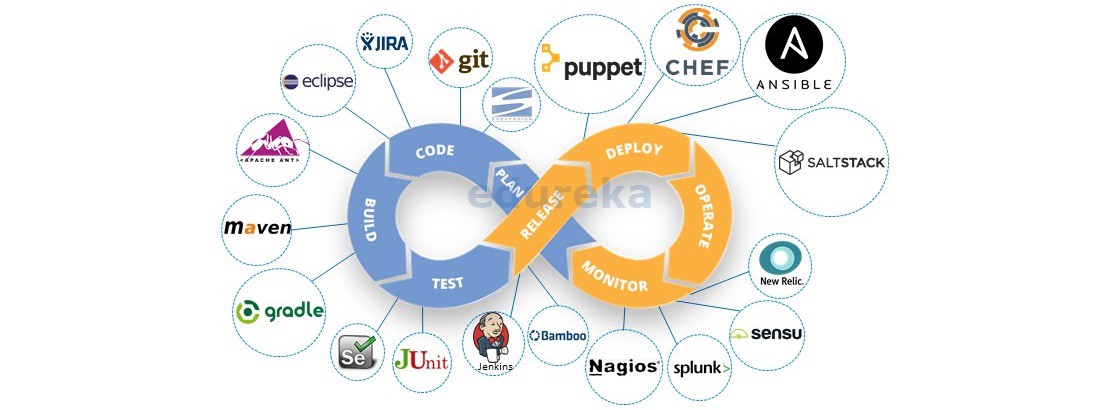 JIRA
git
eclipse
puppet
CHEF
ANSIBLE
SUBVERSION
<APACHE ANT>
CODE
DEPLOY
PLAN
SALTSTACK
edureka
BUILD
RELEASE
OPERATE
maven
TEST
MONITOR
New Relic.
gradle
Se
JUnit
Jenkins
Bamboo
Nagios®
splunk>
sensu